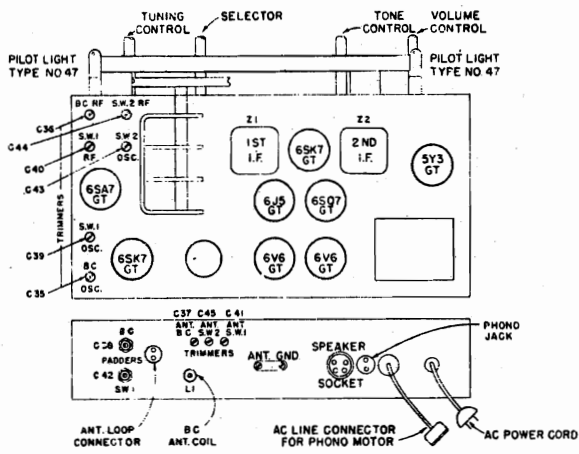 TUNING
CONTROL
SELECTOR
TONE
CONTROL
VOLUME
CONTROL
PILOT LIGHT
TYPE NO 47
PILOT LIGHT
TYPE NO. 47
BC RF
S.W.2 RF
C36
C44
S.W.1
RF
S.W 2
OSC.
C40
C43
Z1
1ST
I.F.
6SK7
GT
Z2
2ND
I.F.
5Y3
GT
6SA7
GT
6J5
GT
6SQ7
GT
TRIMMERS
S.W.1
OSC.
C39
BC
OSC.
C35
6SK7
GT
6V6
GT
6V6
GT
C37 C45 C41
ANT. ANT. ANT
BC S.W.2 S.W.1
TRIMMERS
BC
C38
PADDERS
C42
SW1
L1
ANT. GND
SPEAKER
SOCKET
PHONO
JACK
ANT. LOOP
CONNECTOR
BC
ANT. COIL
AC LINE CONNECTOR
FOR PHONO MOTOR
AC POWER CORD